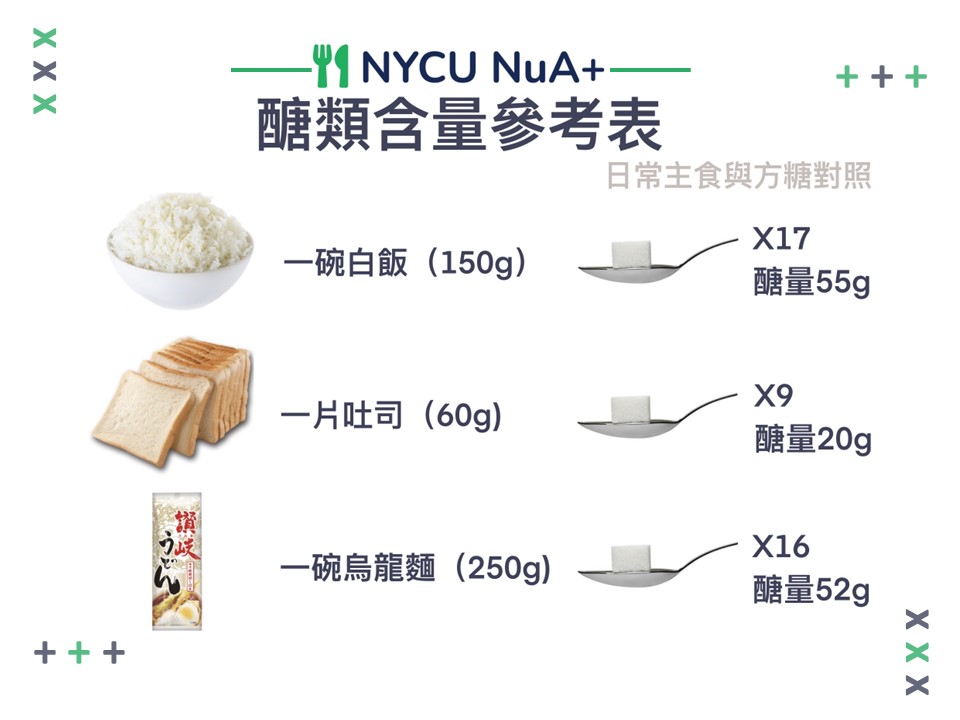 NYCU NuA+
醣類含量參考表
日常主食與方糖對照
一碗白飯（150g）
X17
醣量55g
一片吐司（60g)
X9
醣量20g
讃岐
うどん
一碗烏龍麵（250g)
X16
醣量52g